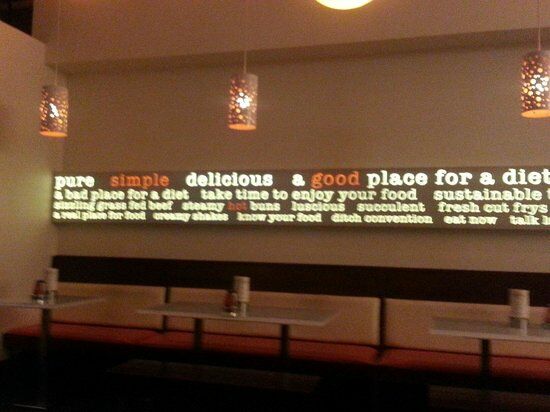 pure simple delicious a good place for a diet
a bad place for a diet take time to enjoy your food sustainable
sizzling grass fed beef steamy hot buns luscious succulent fresh cut frys
a real place for food creamy shakes know your food ditch convention eat now talk